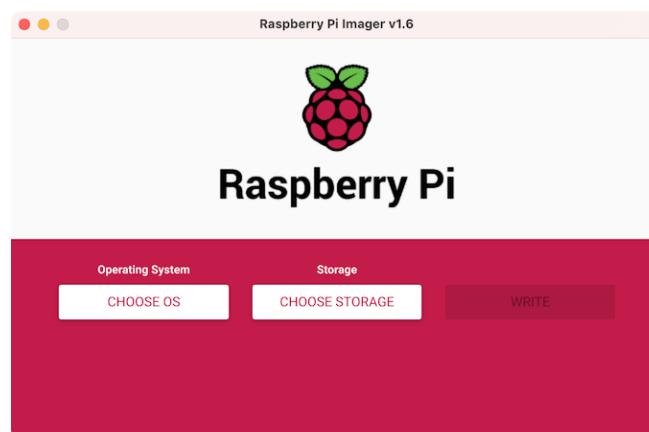 Raspberry Pi Imager v1.6
Raspberry Pi
Operating System
Storage
CHOOSE OS
CHOOSE STORAGE
WRITE